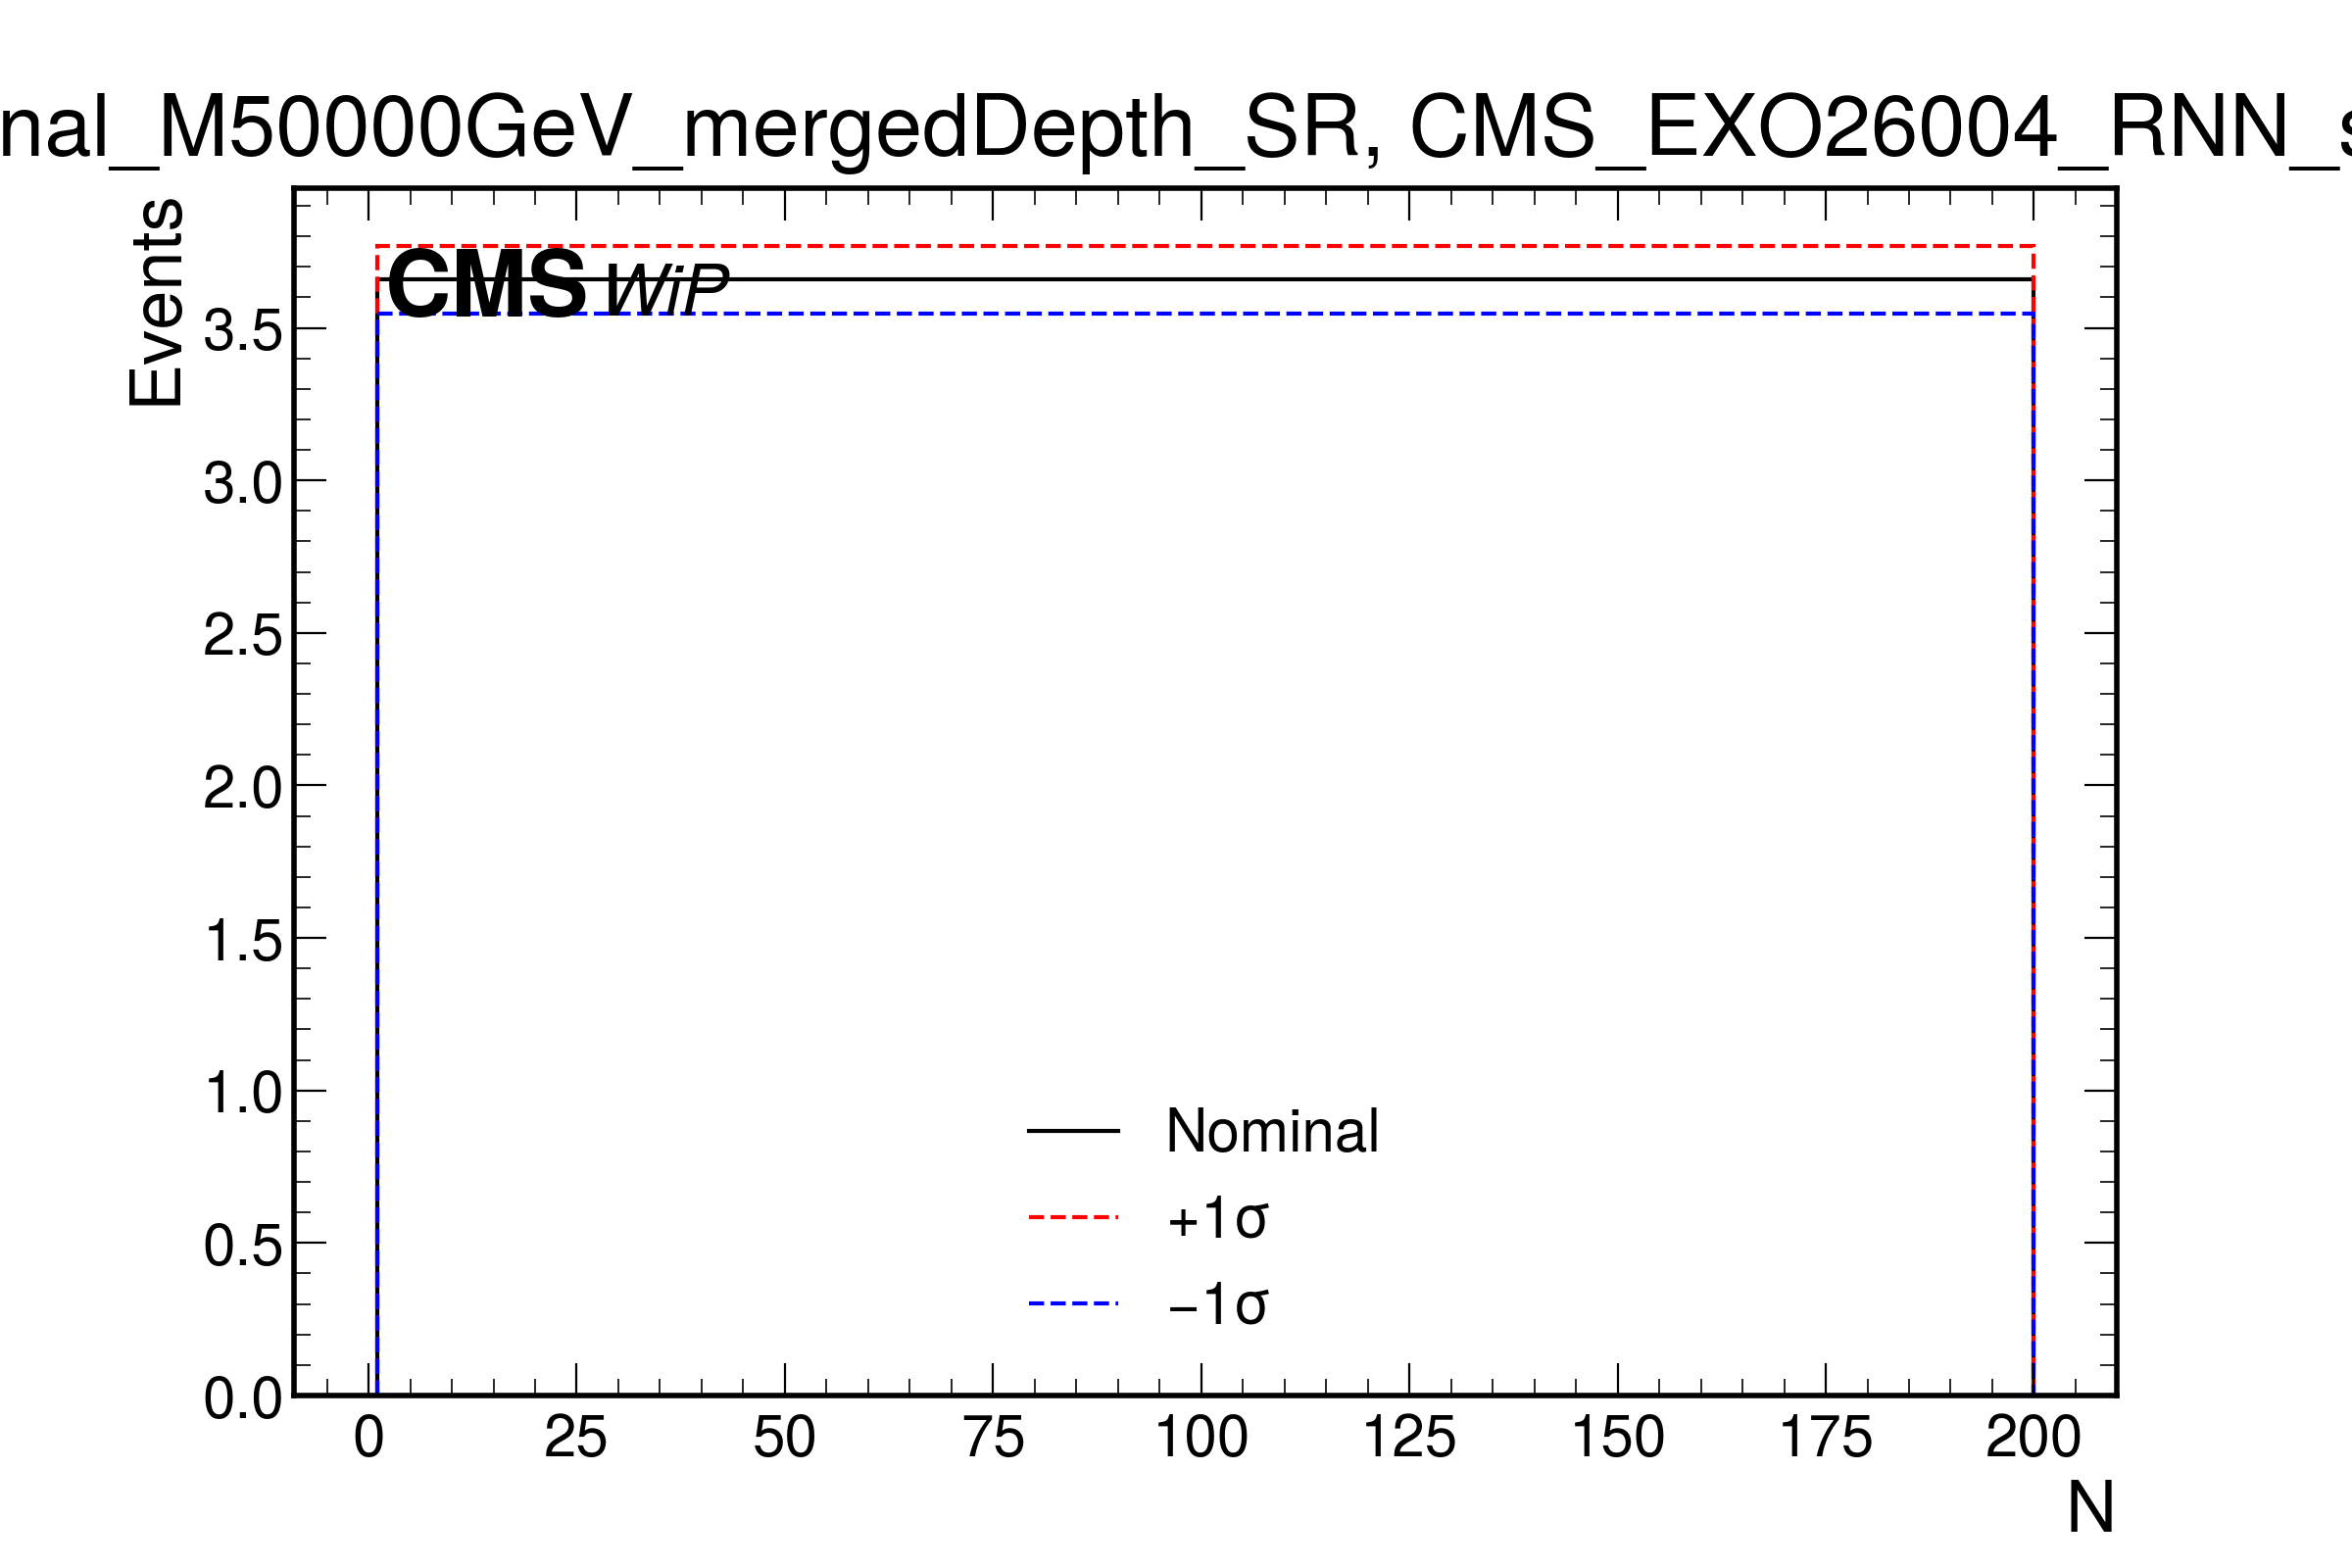 nal_M50000GeV_mergedDepth_SR, CMS_EXO26004_RNN_s
Events
CMS WiP
3.5
3.0
2.5
2.0
1.5
1.0
0.5
0.0
Nominal
+1σ
−1σ
0 25 50 75 100 125 150 175 200
N